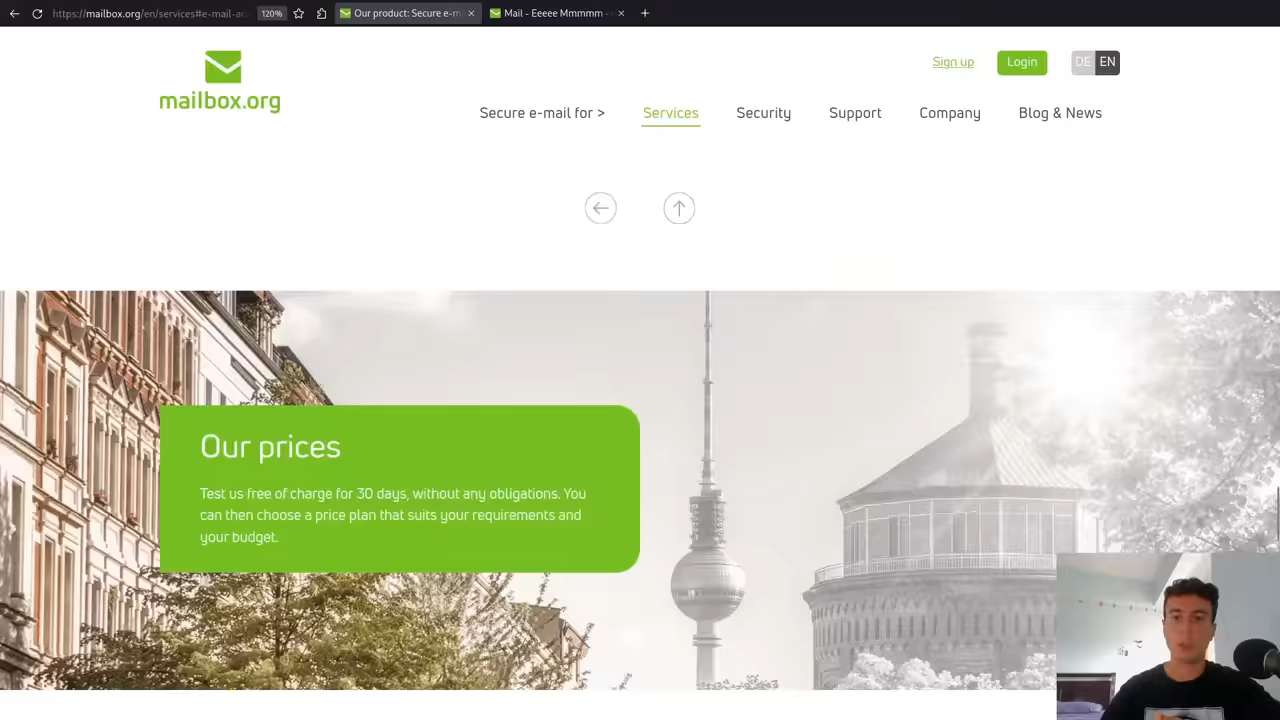 https://mailbox.org/en/services#e-mail-ac
120%
Our product: Secure e-m
Mail - Eeeee Mmmmm -
mailbox.org
Sign up
Login
DE
EN
Secure e-mail for >
Services
Security
Support
Company
Blog & News
Our prices
Test us free of charge for 30 days, without any obligations. You
can then choose a price plan that suits your requirements and
your budget.